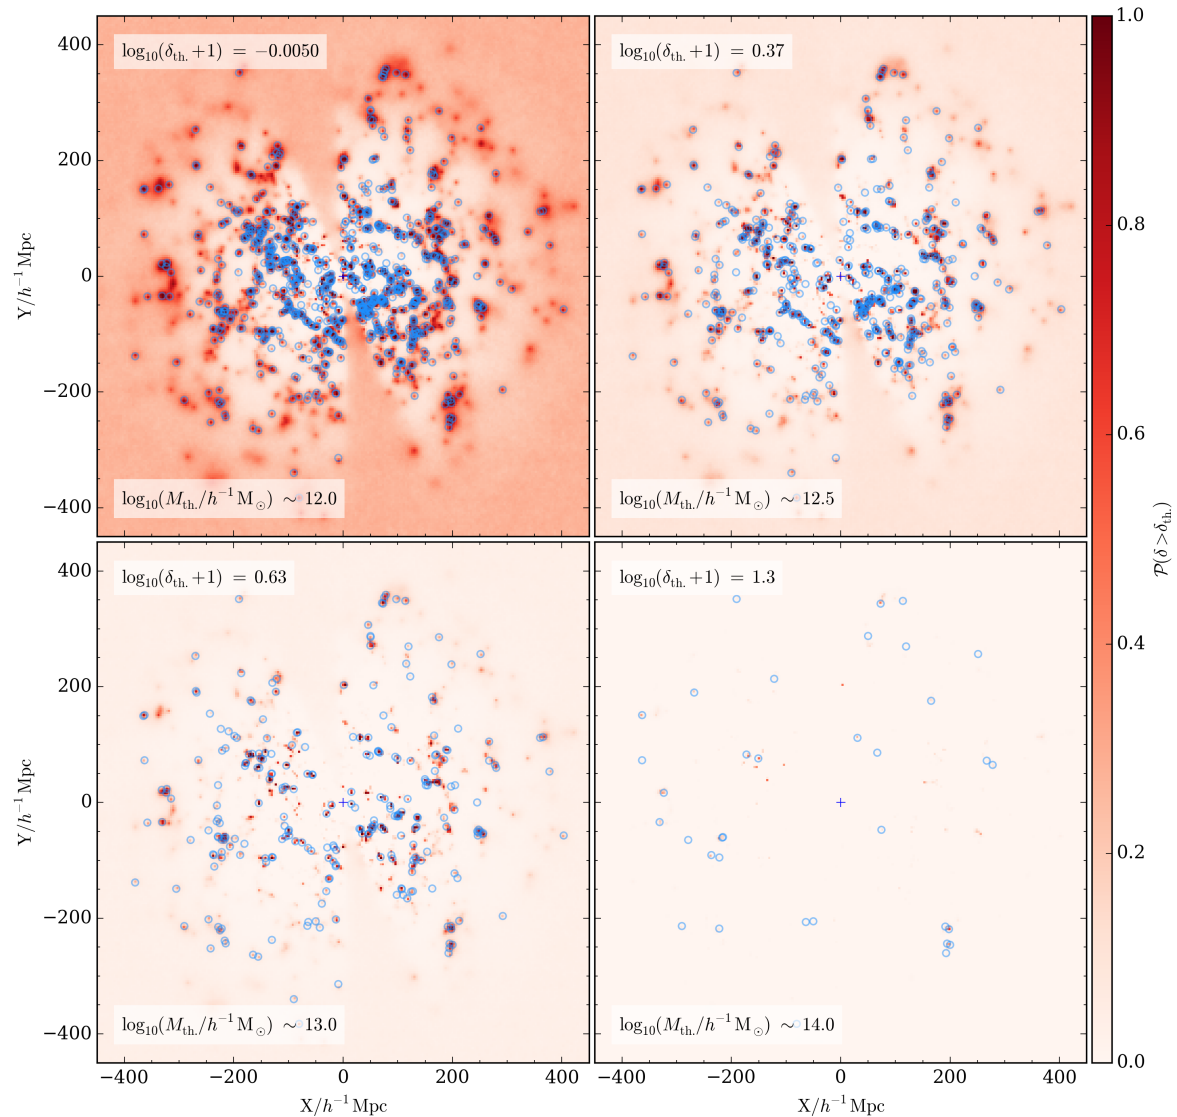 log₁₀(δth. +1) = −0.0050
log₁₀(δth. +1) = 0.37
log₁₀(Mth./h⁻¹ M⊙) ∼ 12.0
log₁₀(Mth./h⁻¹ M⊙) ∼ 12.5
log₁₀(δth. +1) = 0.63
log₁₀(δth. +1) = 1.3
log₁₀(Mth./h⁻¹ M⊙) ∼ 13.0
log₁₀(Mth./h⁻¹ M⊙) ∼ 14.0
400
200
0
−200
−400
Y/h⁻¹ Mpc
400
200
0
−200
−400
Y/h⁻¹ Mpc
−400 −200 0 200 400
X/h⁻¹ Mpc
−400 −200 0 200 400
X/h⁻¹ Mpc
1.0
0.8
0.6
0.4
0.2
0.0
𝒫(δ>δth.)